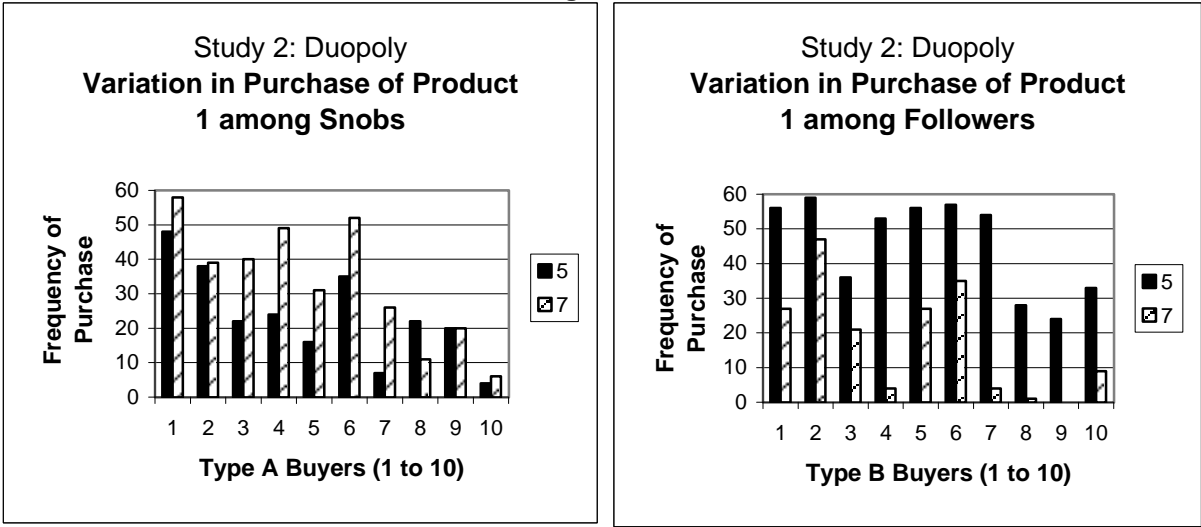 Study 2: Duopoly
Variation in Purchase of Product
1 among Snobs
Frequency of
Purchase
60
50
40
30
20
10
0
1 2 3 4 5 6 7 8 9 10
Type A Buyers (1 to 10)
5
7
Study 2: Duopoly
Variation in Purchase of Product
1 among Followers
Frequency of
Purchase
60
50
40
30
20
10
0
1 2 3 4 5 6 7 8 9 10
Type B Buyers (1 to 10)
5
7